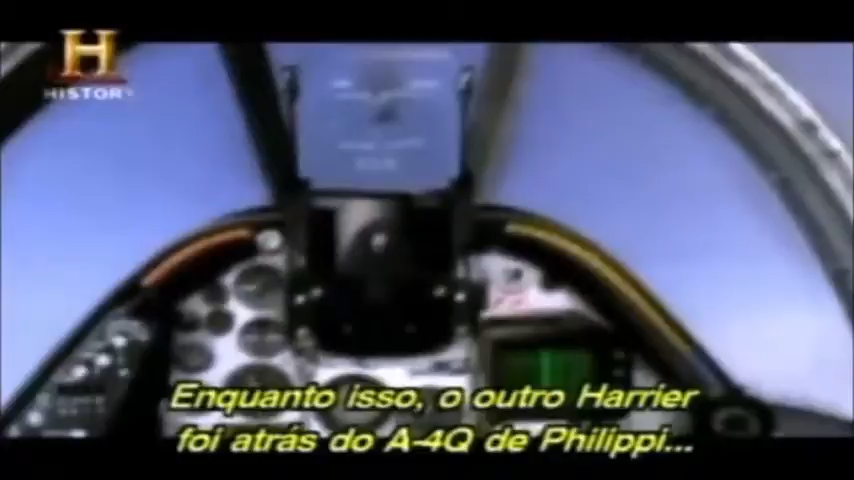 H
HISTORY
Enquanto isso, o outro Harrier
foi atrás do A-4Q de Philippi...